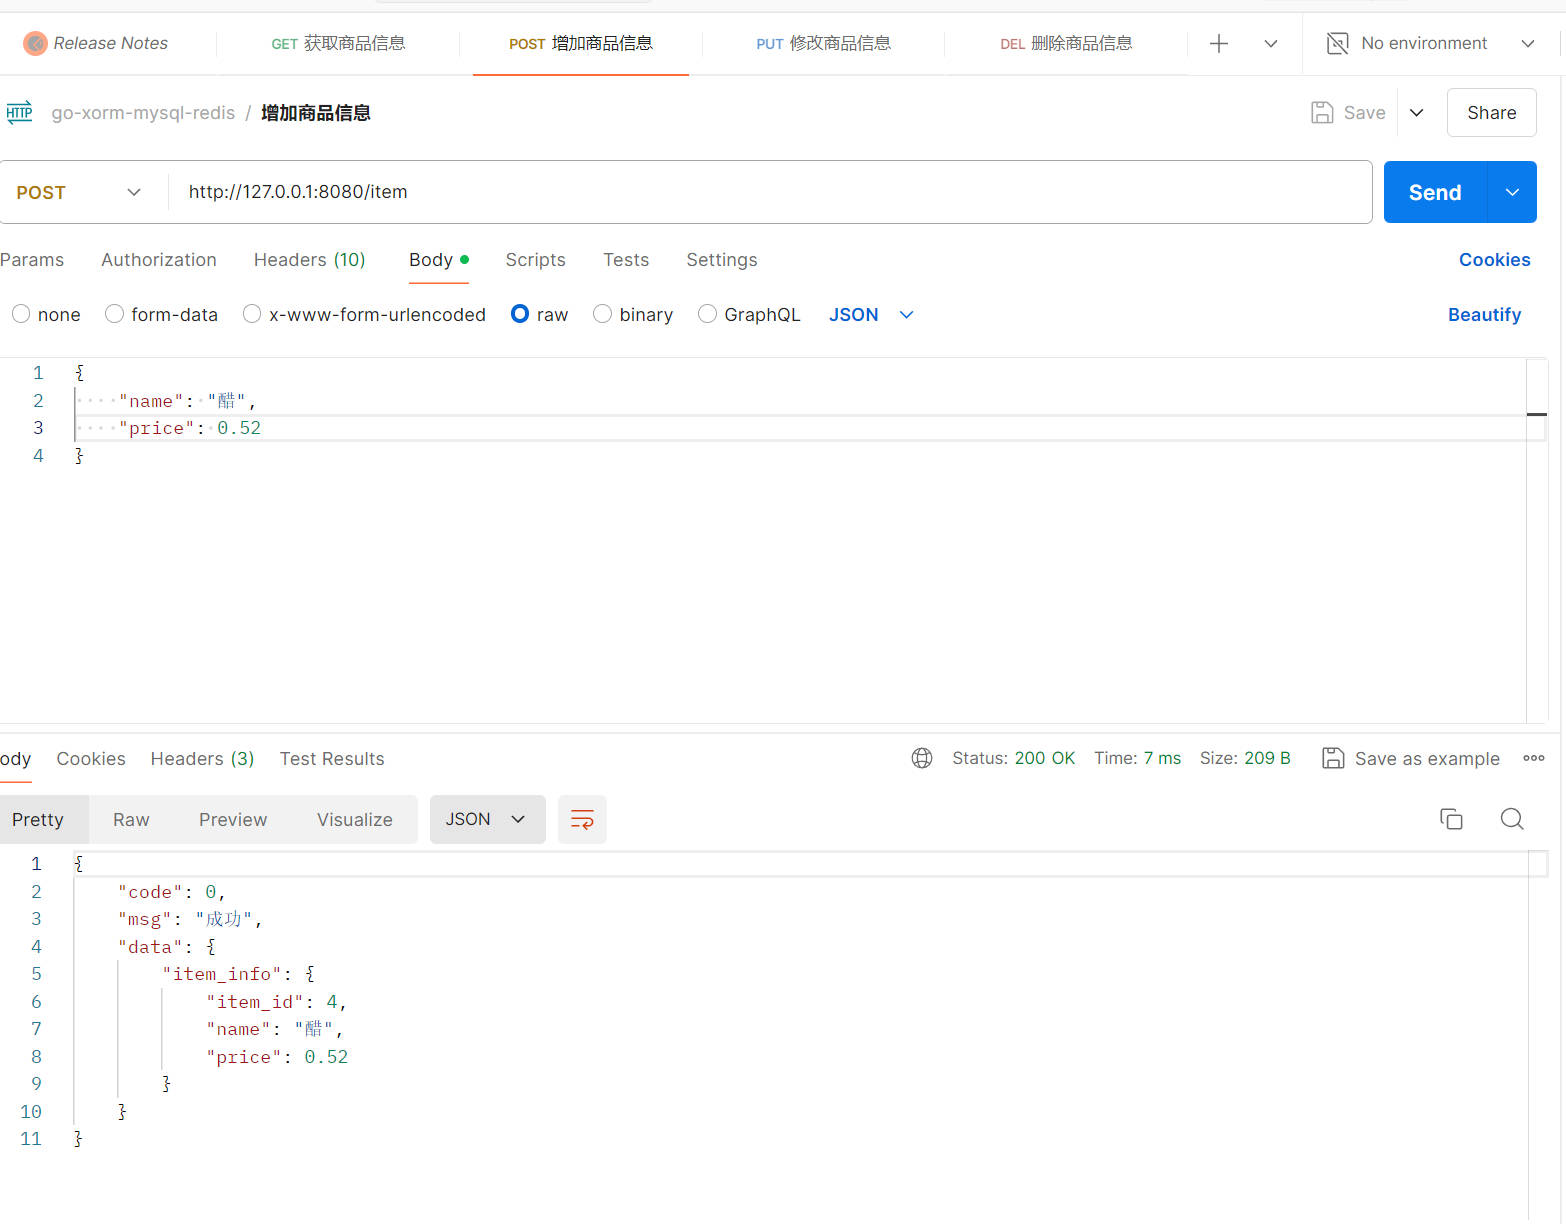 Release Notes GET 获取商品信息 POST 增加商品信息 PUT 修改商品信息 DEL 删除商品信息 No environment
HTTP go-xorm-mysql-redis / 增加商品信息 Save Share
POST http://127.0.0.1:8080/item Send
Params Authorization Headers (10) Body Scripts Tests Settings Cookies
none form-data x-www-form-urlencoded raw binary GraphQL JSON Beautify
1 {
2 "name": "醋",
3 "price": 0.52
4 }
ody Cookies Headers (3) Test Results Status: 200 OK Time: 7 ms Size: 209 B Save as example
Pretty Raw Preview Visualize JSON
1 {
2 "code": 0,
3 "msg": "成功",
4 "data": {
5 "item_info": {
6 "item_id": 4,
7 "name": "醋",
8 "price": 0.52
9 }
10 }
11 }